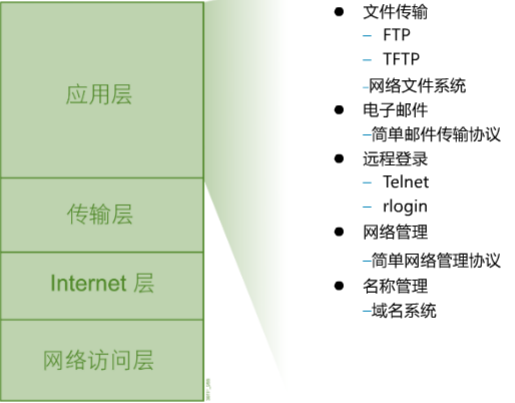 应用层
传输层
Internet 层
网络访问层
● 文件传输
– FTP
– TFTP
–网络文件系统
● 电子邮件
–简单邮件传输协议
● 远程登录
– Telnet
– rlogin
● 网络管理
–简单网络管理协议
● 名称管理
–域名系统